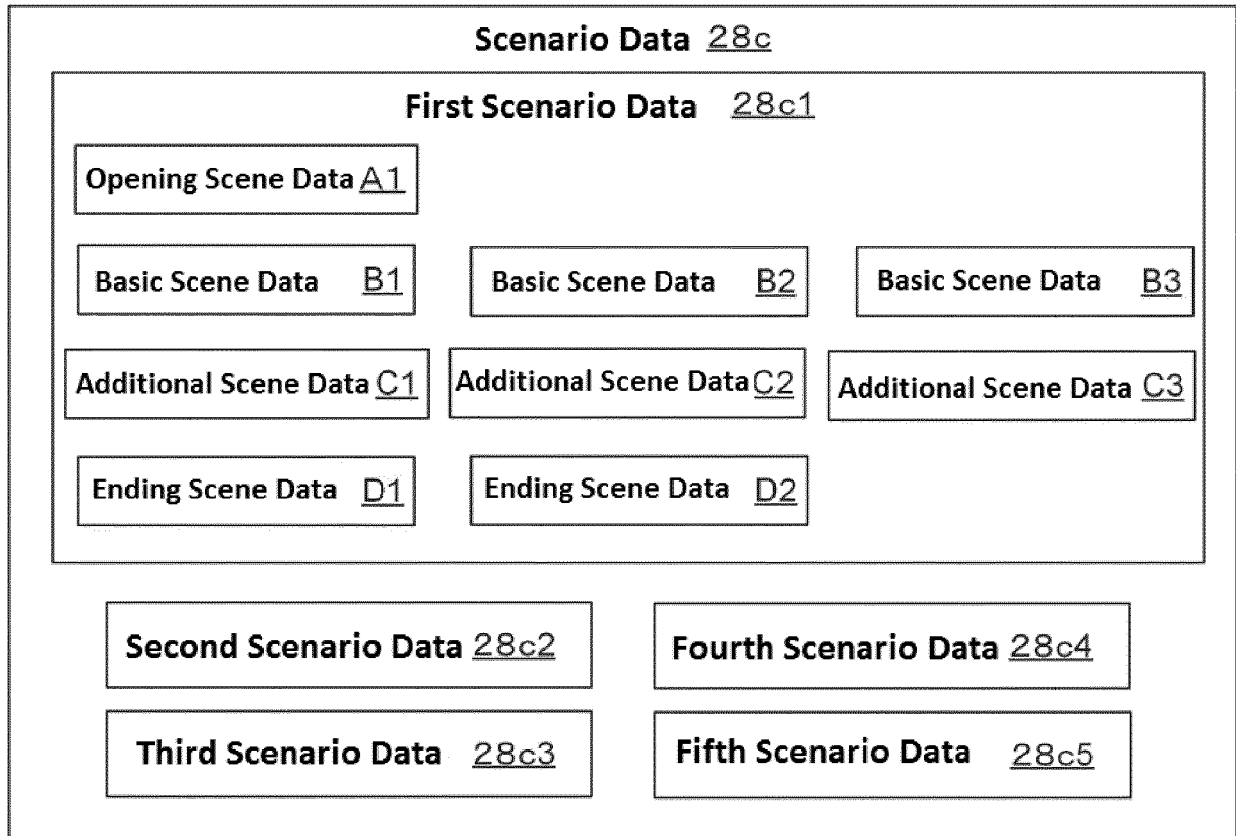 Scenario Data 28c
First Scenario Data 28c1
Opening Scene Data A1
Basic Scene Data B1
Basic Scene Data B2
Basic Scene Data B3
Additional Scene Data C1
Additional Scene Data C2
Additional Scene Data C3
Ending Scene Data D1
Ending Scene Data D2
Second Scenario Data 28c2
Fourth Scenario Data 28c4
Third Scenario Data 28c3
Fifth Scenario Data 28c5